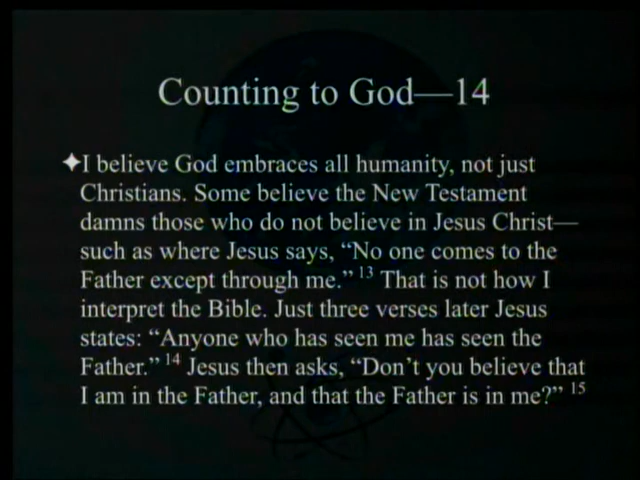 Counting to God—14
✦I believe God embraces all humanity, not just
Christians. Some believe the New Testament
damns those who do not believe in Jesus Christ—
such as where Jesus says, “No one comes to the
Father except through me.” 13 That is not how I
interpret the Bible. Just three verses later Jesus
states: “Anyone who has seen me has seen the
Father.” 14 Jesus then asks, “Don’t you believe that
I am in the Father, and that the Father is in me?” 15